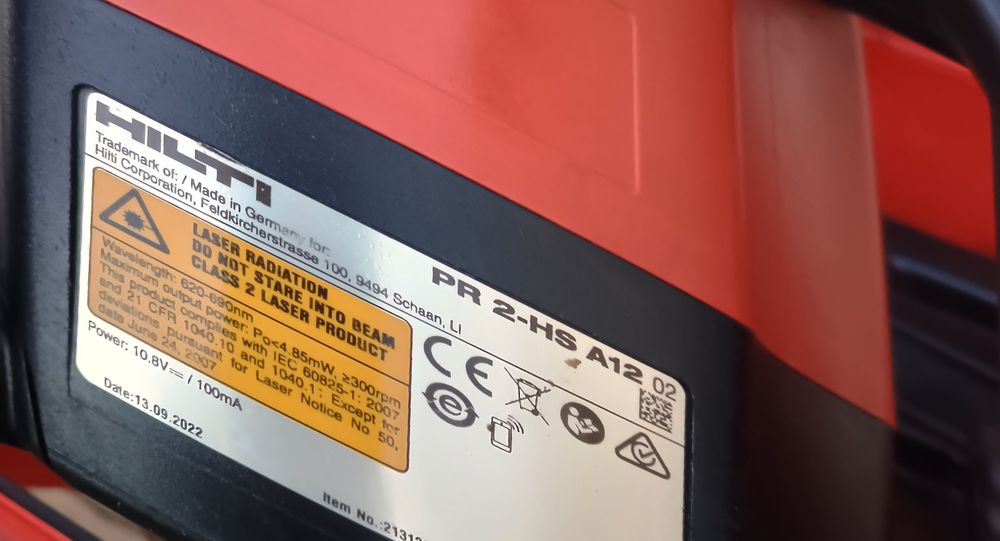 HILTI
Trademark of: / Made in Germany for:
Hilti Corporation, Feldkircherstrasse 100, 9494 Schaan, LI
PR 2-HS A12 02
LASER RADIATION
DO NOT STARE INTO BEAM
CLASS 2 LASER PRODUCT
Wavelength: 620-690nm
Maximum output power: Po<4.85mW, ≥300rpm
This product complies with IEC 60825-1: 2007
and 21 CFR 1040.10 and 1040.1: Except for
deviations pursuant for Laser Notice No 50,
date June 24, 2007
CE
e
Power: 10.8V⎓ / 100mA
Date:13.09.2022
Item No.:21313